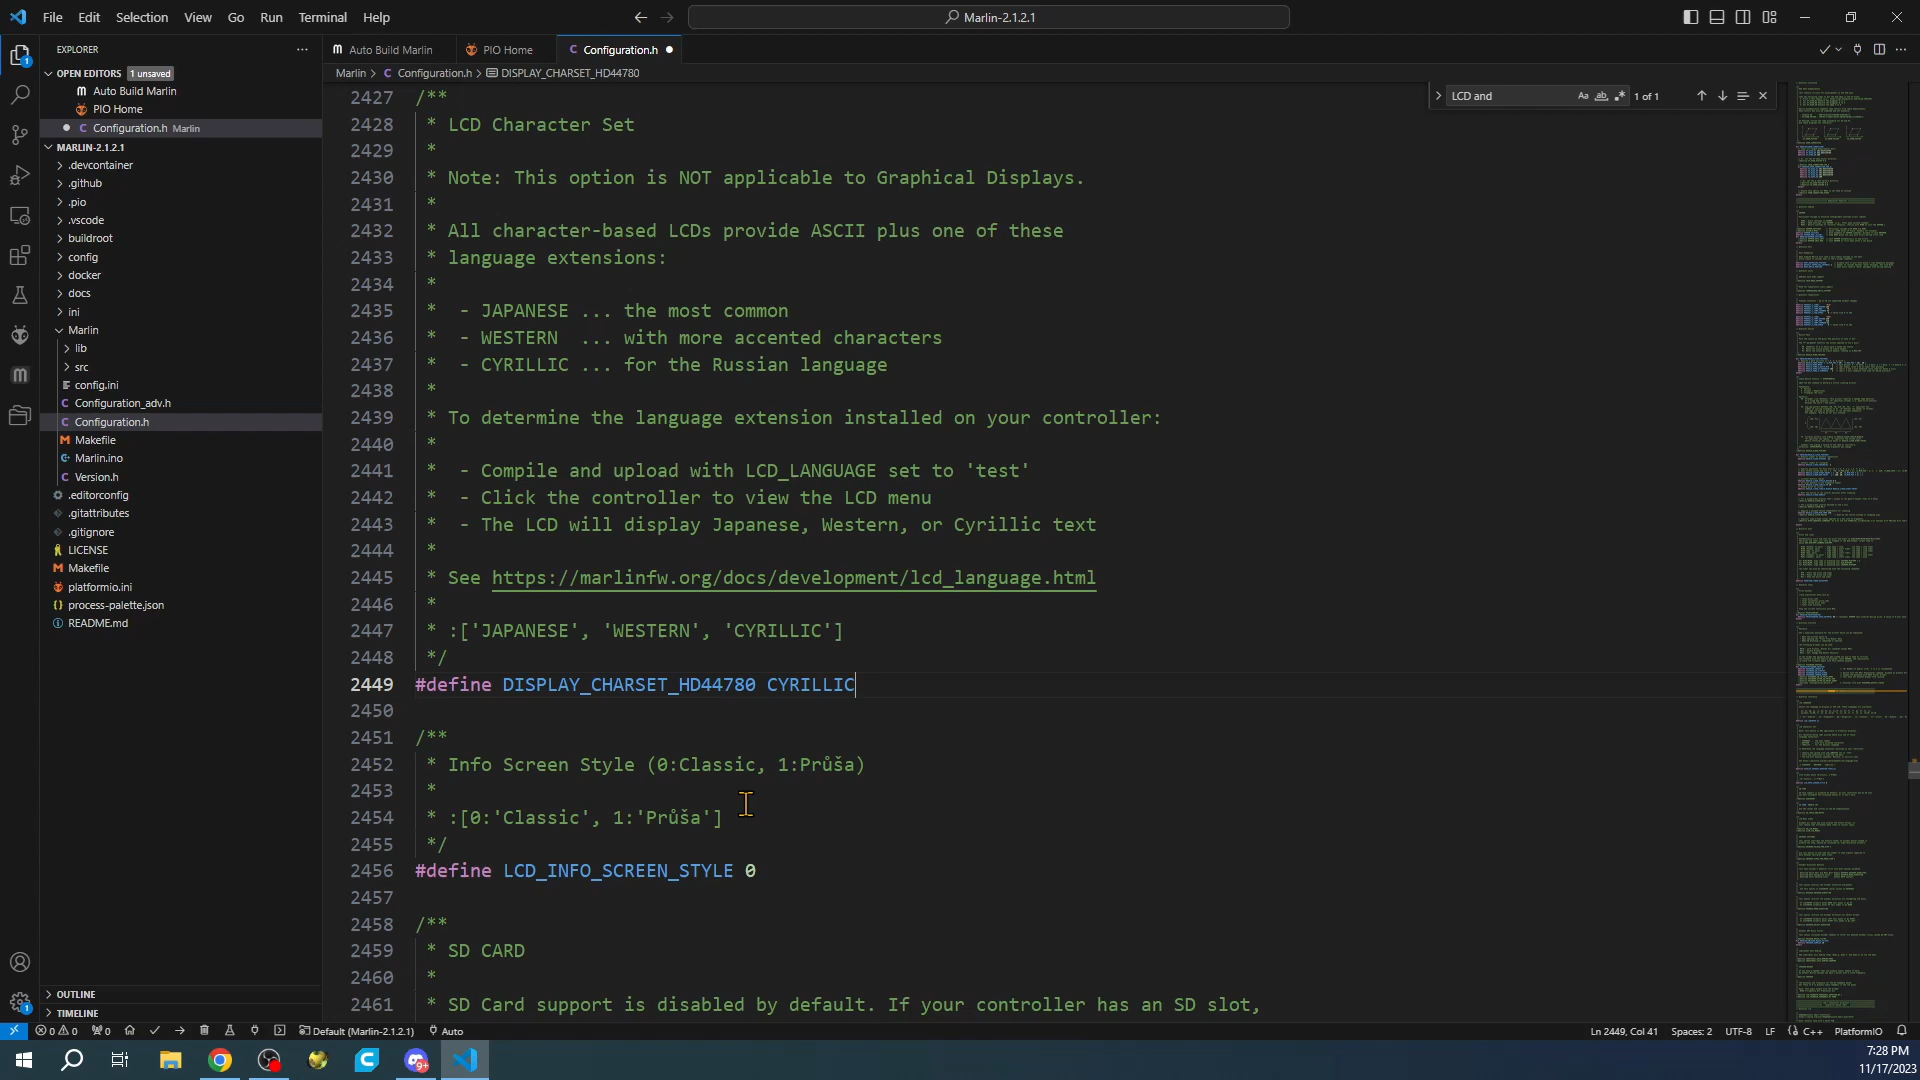 File Edit Selection View Go Run Terminal Help
Marlin-2.1.2.1
EXPLORER
Auto Build Marlin
PIO Home
Configuration.h
OPEN EDITORS
1 unsaved
Auto Build Marlin
PIO Home
Configuration.h Marlin
MARLIN-2.1.2.1
.devcontainer
.github
.pio
.vscode
buildroot
config
docker
docs
ini
Marlin
lib
src
config.ini
Configuration_adv.h
Configuration.h
Makefile
Marlin.ino
Version.h
.editorconfig
.gitattributes
.gitignore
LICENSE
Makefile
platformio.ini
process-palette.json
README.md
OUTLINE
TIMELINE
Marlin > Configuration.h > DISPLAY_CHARSET_HD44780
LCD and
1 of 1
2427 /**
2428 * LCD Character Set
2429 *
2430 * Note: This option is NOT applicable to Graphical Displays.
2431 *
2432 * All character-based LCDs provide ASCII plus one of these
2433 * language extensions:
2434 *
2435 * - JAPANESE ... the most common
2436 * - WESTERN  ... with more accented characters
2437 * - CYRILLIC ... for the Russian language
2438 *
2439 * To determine the language extension installed on your controller:
2440 *
2441 * - Compile and upload with LCD_LANGUAGE set to 'test'
2442 * - Click the controller to view the LCD menu
2443 * - The LCD will display Japanese, Western, or Cyrillic text
2444 *
2445 * See https://marlinfw.org/docs/development/lcd_language.html
2446 *
2447 * :['JAPANESE', 'WESTERN', 'CYRILLIC']
2448 */
2449 #define DISPLAY_CHARSET_HD44780 CYRILLIC
2450
2451 /**
2452 * Info Screen Style (0:Classic, 1:Průša)
2453 *
2454 * :[0:'Classic', 1:'Průša']
2455 */
2456 #define LCD_INFO_SCREEN_STYLE 0
2457
2458 /**
2459 * SD CARD
2460 *
2461 * SD Card support is disabled by default. If your controller has an SD slot,
0 0 0 Default (Marlin-2.1.2.1) Auto
Ln 2449, Col 41 Spaces: 2 UTF-8 LF C++ PlatformIO
7:28 PM
11/17/2023